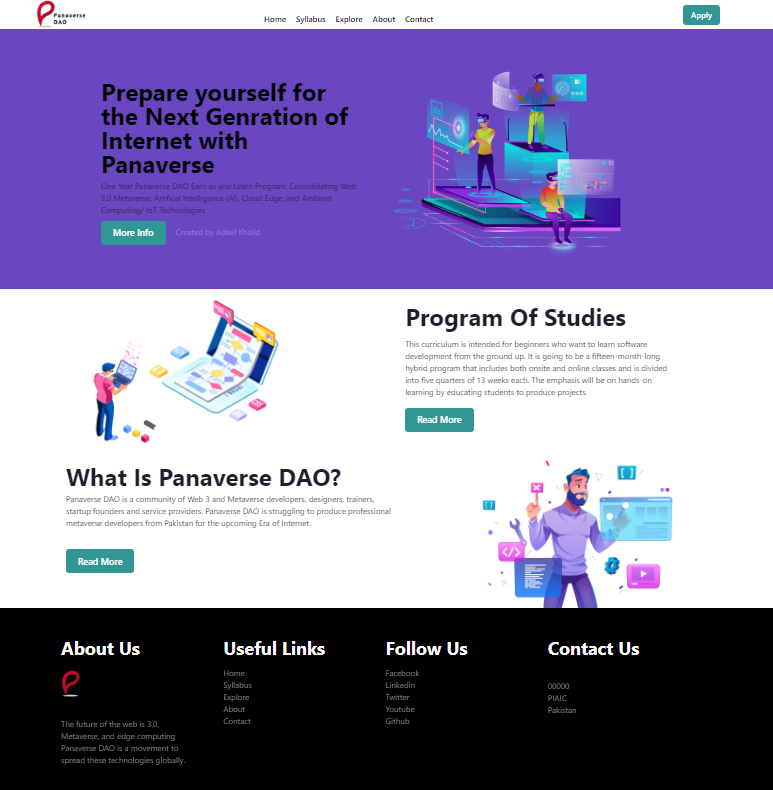 Panaverse
DAO
Home Syllabus Explore About Contact
Apply
Prepare yourself for
the Next Genration of
Internet with
Panaverse
One Year Panaverse DAO Earn as you Learn Program. Consolidating Web
3.0 Metaverse, Artifical Intelligence (AI), Cloud Edge, and Ambient
Computing/ IoT Technologies
More Info Created by Adeel Khalid
Program Of Studies
This curriculum is intended for beginners who want to learn software
development from the ground up. It is going to be a fifteen-month-long
hybrid program that includes both onsite and online classes and is divided
into five quarters of 13 weeks each. The emphasis will be on hands-on
learning by educating students to produce projects.
Read More
What Is Panaverse DAO?
Panaverse DAO is a community of Web 3 and Metaverse developers, designers, trainers,
startup founders and service providers. Panaverse DAO is struggling to produce professional
metaverse developers from Pakistan for the upcoming Era of Internet.
Read More
About Us
The future of the web is 3.0,
Metaverse, and edge computing
Panaverse DAO is a movement to
spread these technologies globally.
Useful Links
Home
Syllabus
Explore
About
Contact
Follow Us
Facebook
Linkedin
Twitter
Youtube
Github
Contact Us
00000
PIAIC
Pakistan